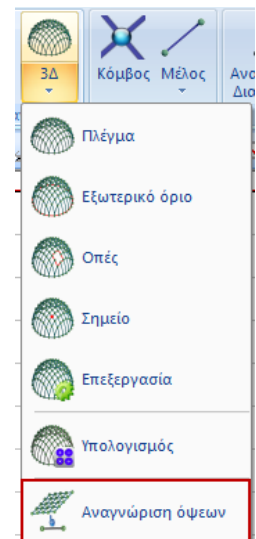 3Δ
Κόμβος Μέλος
Πλέγμα
Εξωτερικό όριο
Οπές
Σημείο
Επεξεργασία
Υπολογισμός
Αναγνώριση όψεων